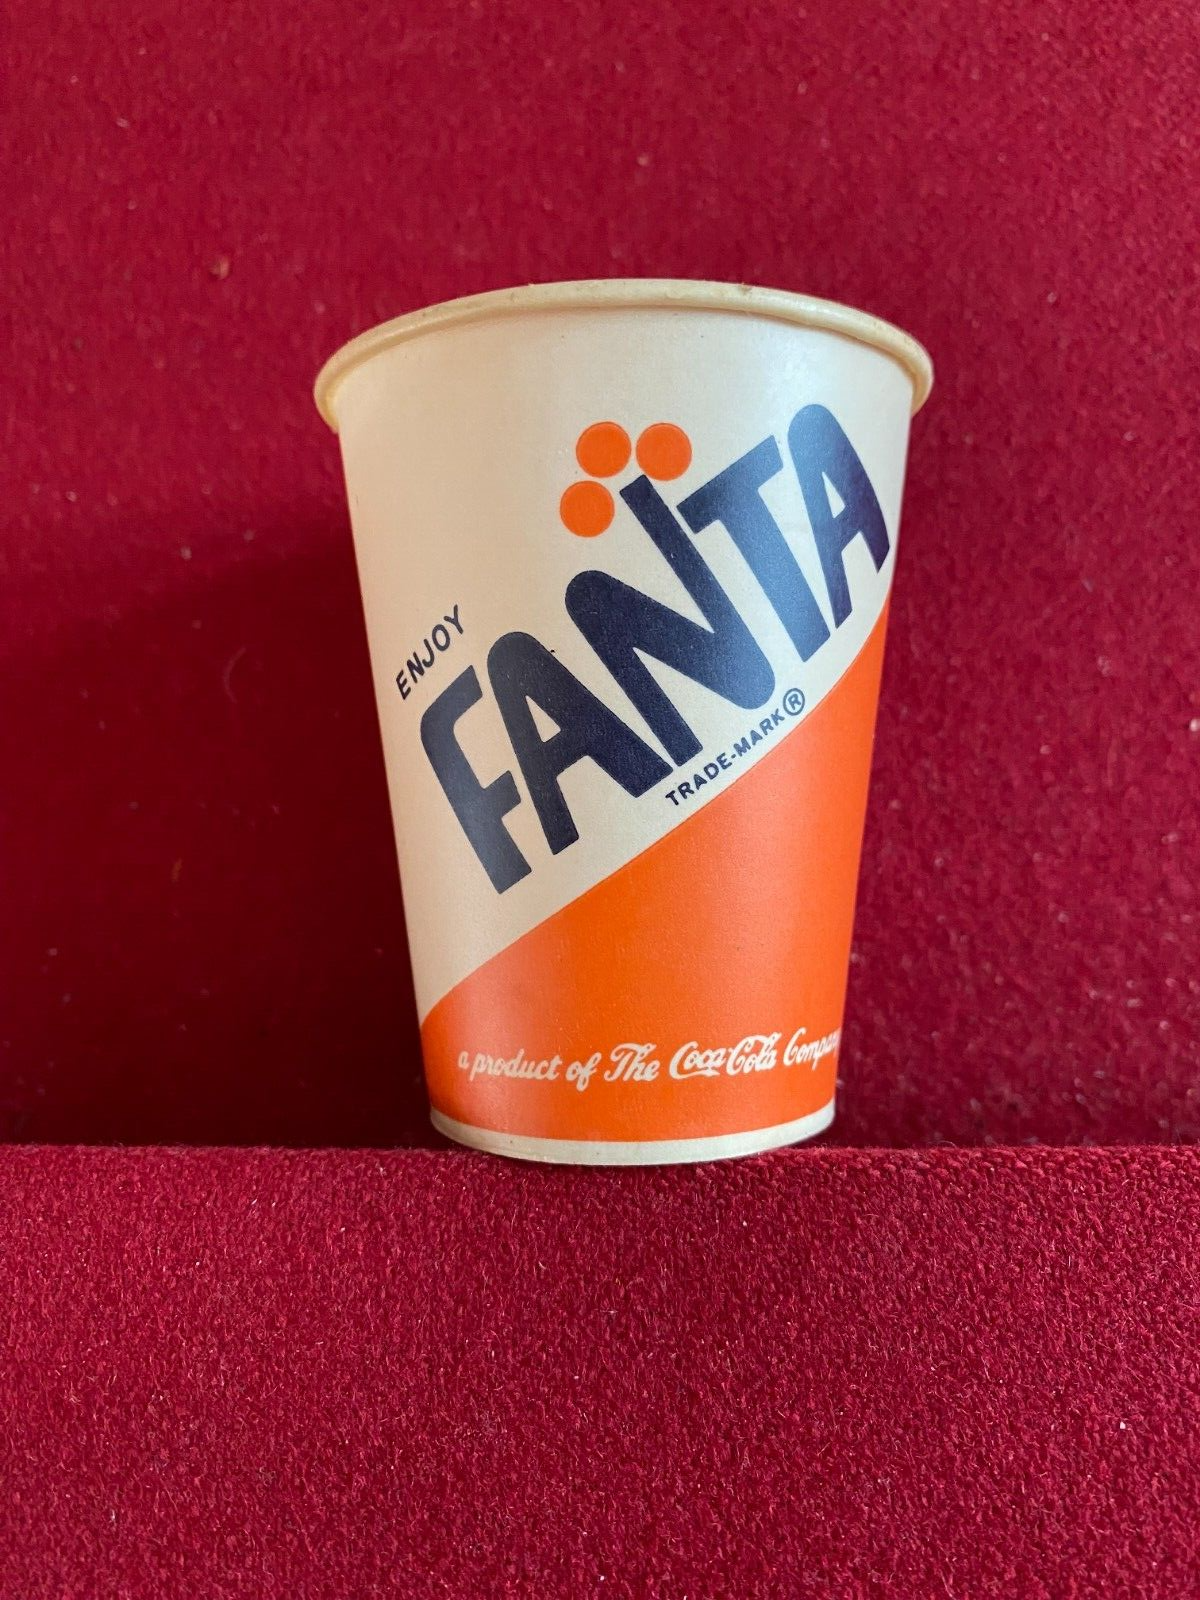 ENJOY
FANTA
TRADE-MARK ®
a product of The Coca-Cola Company